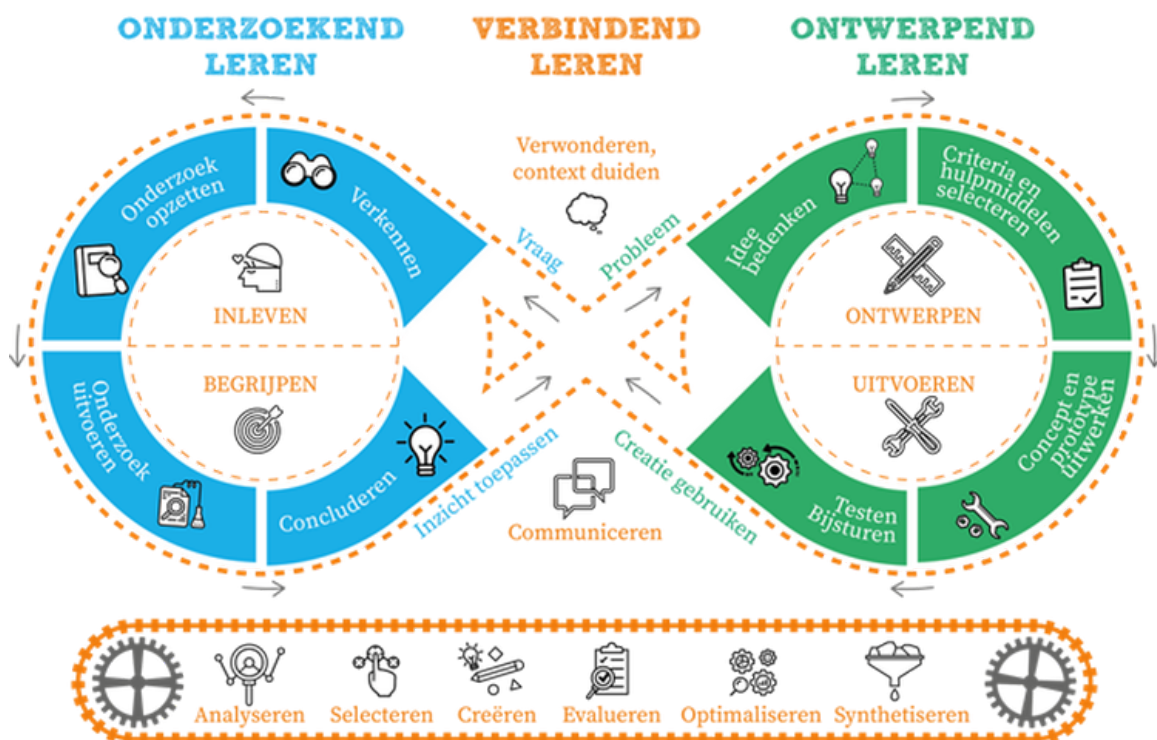 ONDERZOEKEND
LEREN
VERBINDEND
LEREN
ONTWERPEND
LEREN
Verwonderen,
context duiden
Vraag
Probleem
Verkennen
Onderzoek
opzetten
INLEVEN
BEGRIJPEN
Onderzoek
uitvoeren
Concluderen
Inzicht toepassen
Idee
bedenken
Criteria en
hulpmiddelen
selecteren
ONTWERPEN
UITVOEREN
Concept en
prototype
uitwerken
Testen
Bijsturen
Creatie gebruiken
Communiceren
Analyseren
Selecteren
Creëren
Evalueren
Optimaliseren
Synthetiseren